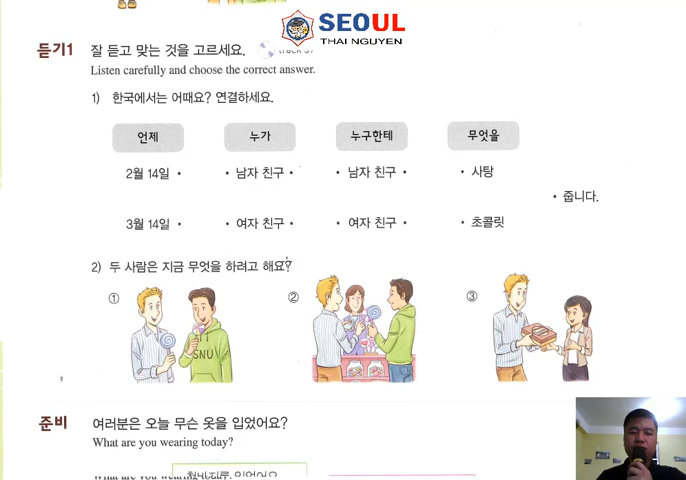 SEOUL
THAI NGUYEN
듣기1 잘 듣고 맞는 것을 고르세요.
Listen carefully and choose the correct answer.
1) 한국에서는 어때요? 연결하세요.
언제 누가 누구한테 무엇을
2월 14일 • • 남자 친구 • • 남자 친구 • • 사탕
• 줍니다.
3월 14일 • • 여자 친구 • • 여자 친구 • • 초콜릿
2) 두 사람은 지금 무엇을 하려고 해요?
① ② ③
SNU
준비 여러분은 오늘 무슨 옷을 입었어요?
What are you wearing today?
What are you wearing today?